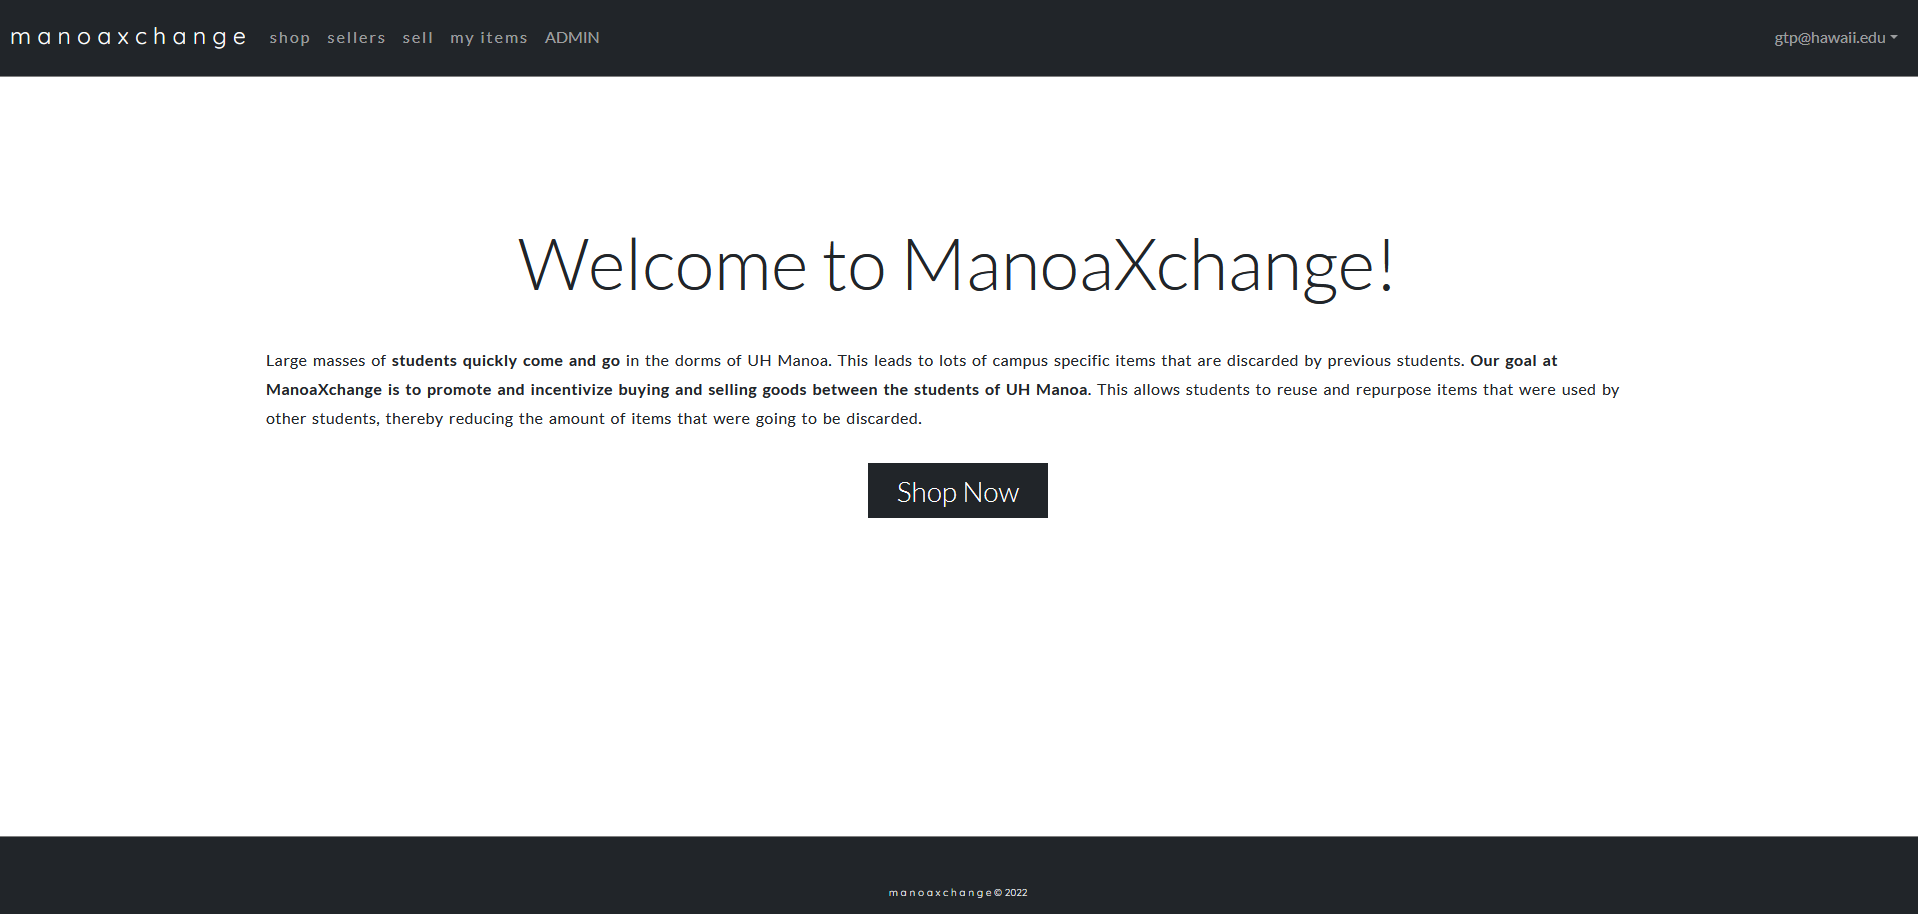 manoaxchange shop sellers sell my items ADMIN gtp@hawaii.edu
Welcome to ManoaXchange!
Large masses of students quickly come and go in the dorms of UH Manoa. This leads to lots of campus specific items that are discarded by previous students. Our goal at
ManoaXchange is to promote and incentivize buying and selling goods between the students of UH Manoa. This allows students to reuse and repurpose items that were used by
other students, thereby reducing the amount of items that were going to be discarded.
Shop Now
manoaxchange© 2022